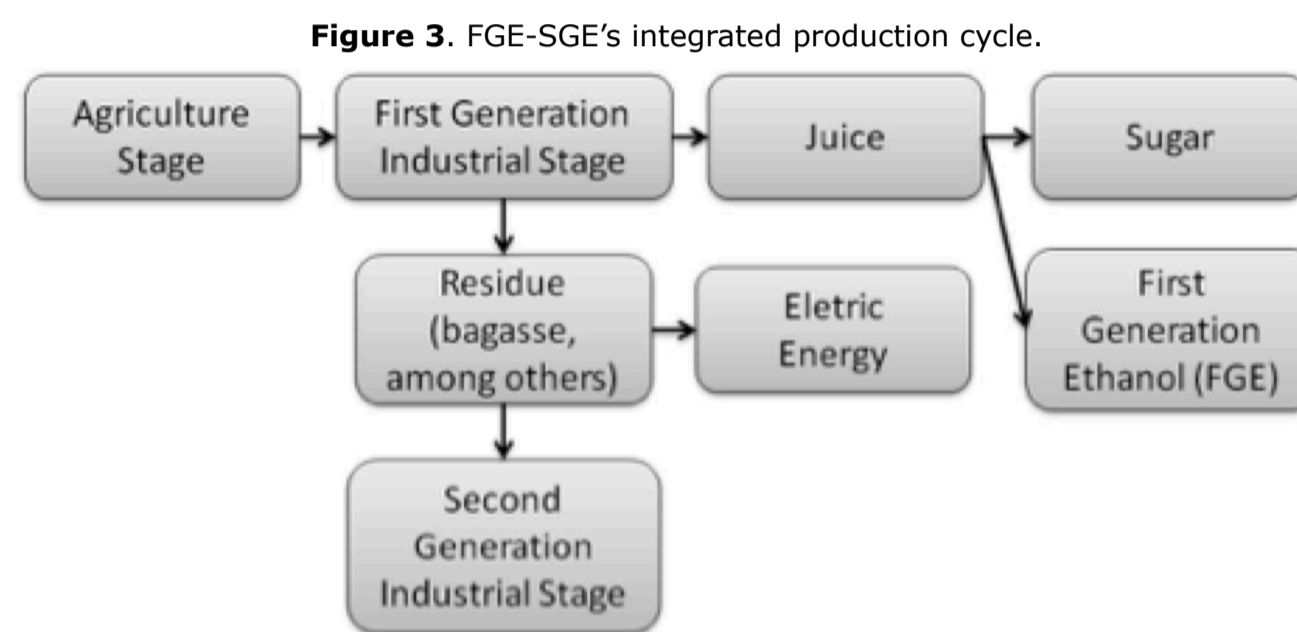 Figure 3. FGE-SGE’s integrated production cycle.
Agriculture
Stage
First Generation
Industrial Stage
Juice
Sugar
Residue
(bagasse,
among others)
Eletric
Energy
First
Generation
Ethanol (FGE)
Second
Generation
Industrial Stage